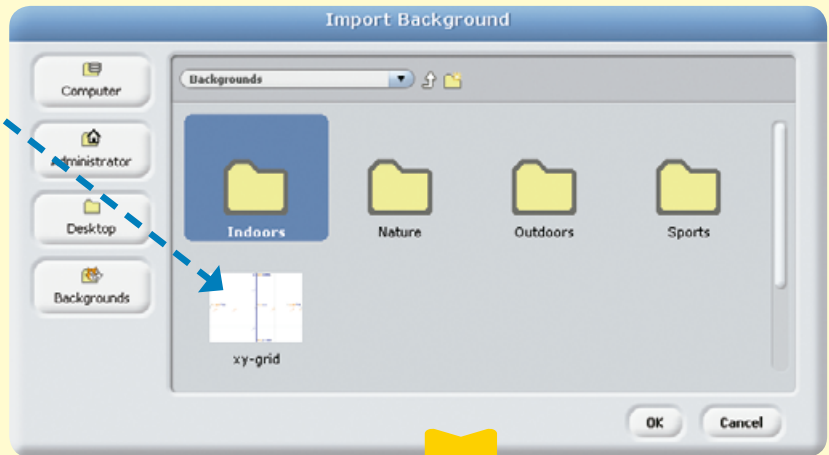 Import Background
Computer
Administrator
Desktop
Backgrounds
Backgrounds
Indoors
Nature
Outdoors
Sports
xy-grid
OK
Cancel